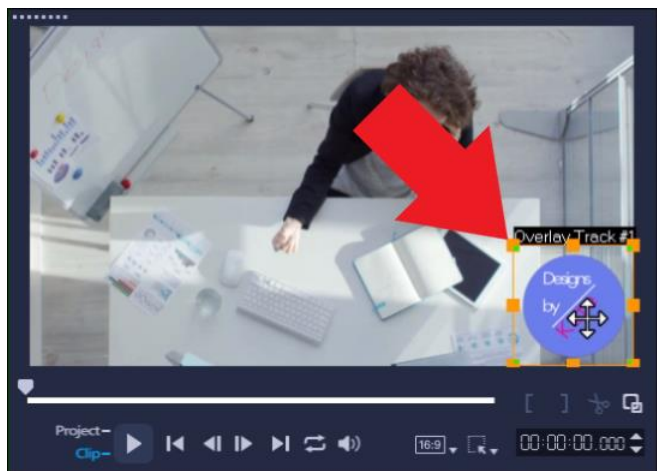 Overlay Track #1
Designs
by
Project
Clip
16:9
00:00:00.000